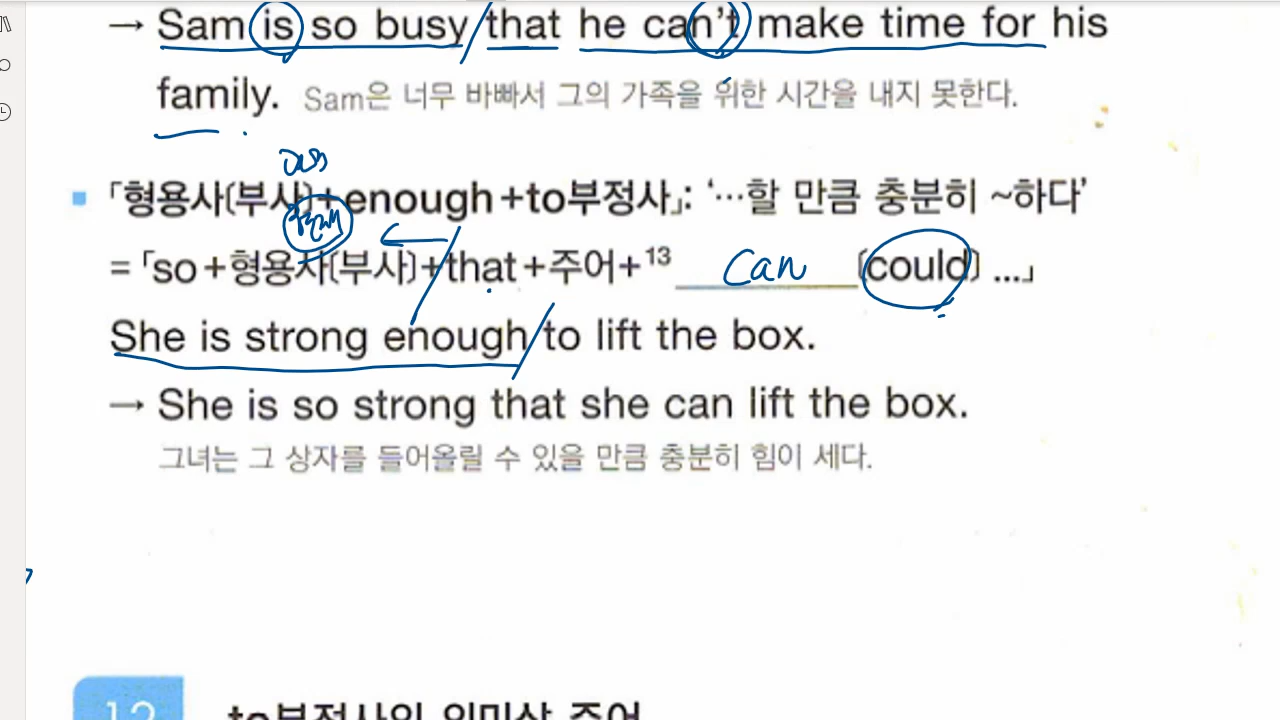 → Sam is so busy that he can't make time for his
family. Sam은 너무 바빠서 그의 가족을 위한 시간을 내지 못한다.
「형용사(부사)+enough+to부정사」: '…할 만큼 충분히 ~하다'
= 「so+형용사(부사)+that+주어+¹³ can (could) …」
She is strong enough to lift the box.
→ She is so strong that she can lift the box.
그녀는 그 상자를 들어올릴 수 있을 만큼 충분히 힘이 세다.
12 to부정사의 의미상 주어